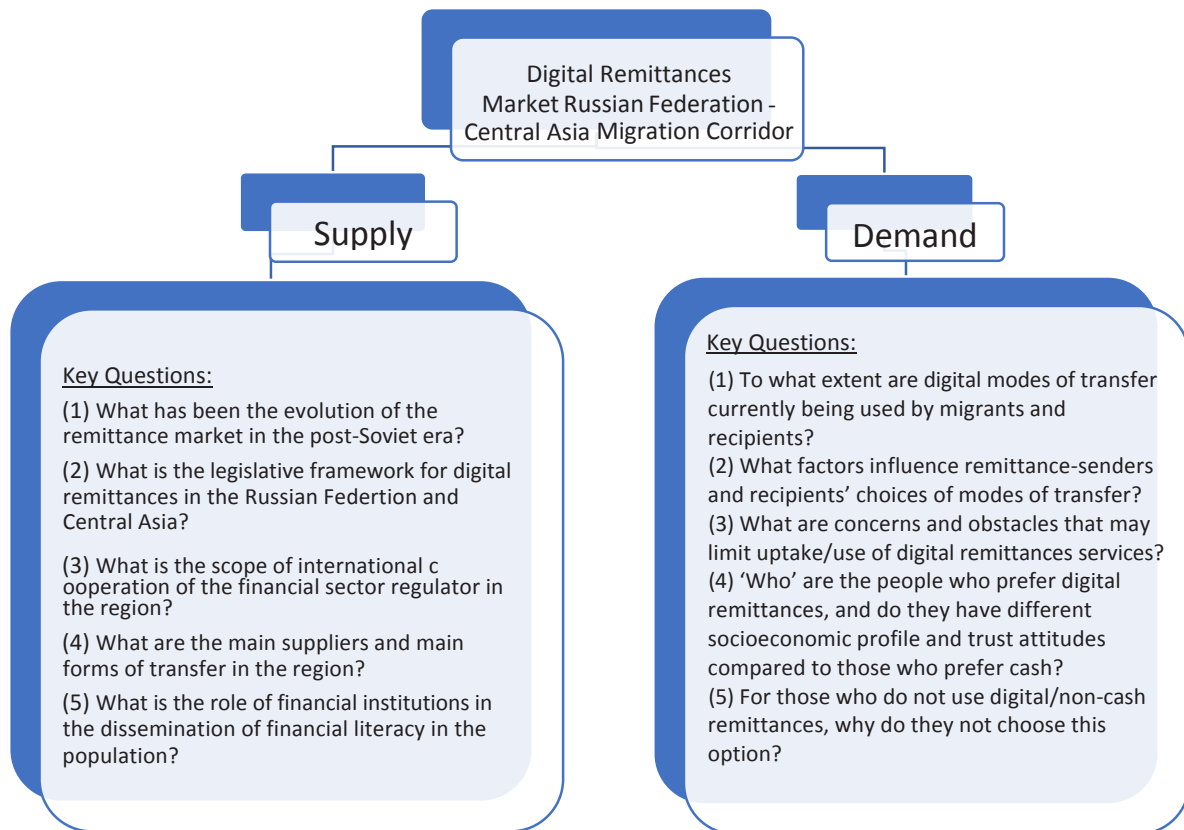 Digital Remittances
Market Russian Federation -
Central Asia Migration Corridor
Supply
Key Questions:
(1) What has been the evolution of the
remittance market in the post-Soviet era?
(2) What is the legislative framework for digital
remittances in the Russian Federtion and
Central Asia?
(3) What is the scope of international c
ooperation of the financial sector regulator in
the region?
(4) What are the main suppliers and main
forms of transfer in the region?
(5) What is the role of financial institutions in
the dissemination of financial literacy in the
population?
Demand
Key Questions:
(1) To what extent are digital modes of transfer
currently being used by migrants and
recipients?
(2) What factors influence remittance-senders
and recipients’ choices of modes of transfer?
(3) What are concerns and obstacles that may
limit uptake/use of digital remittances services?
(4) ‘Who’ are the people who prefer digital
remittances, and do they have different
socioeconomic profile and trust attitudes
compared to those who prefer cash?
(5) For those who do not use digital/non-cash
remittances, why do they not choose this
option?